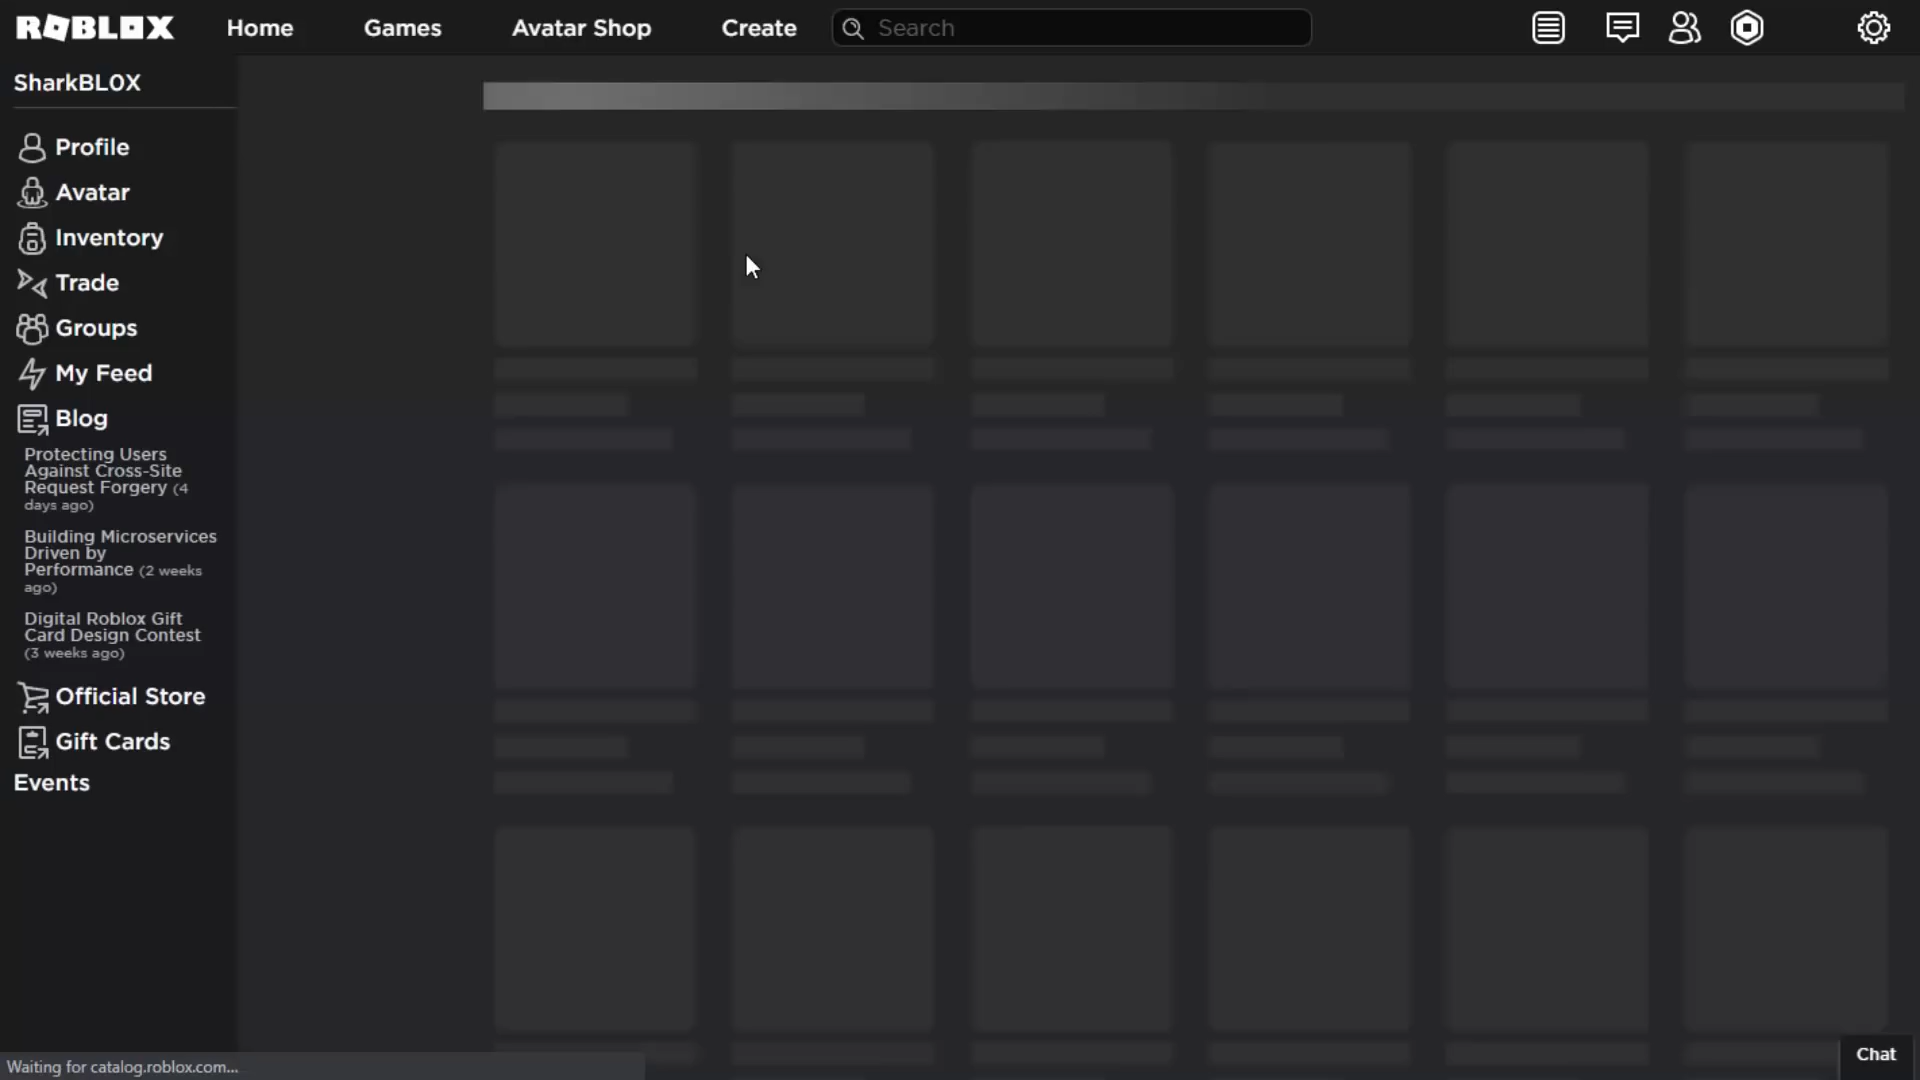 ROBLOX
Home
Games
Avatar Shop
Create
Search
SharkBL0X
Profile
Avatar
Inventory
Trade
Groups
My Feed
Blog
Protecting Users
Against Cross-Site
Request Forgery (4
days ago)
Building Microservices
Driven by
Performance (2 weeks
ago)
Digital Roblox Gift
Card Design Contest
(3 weeks ago)
Official Store
Gift Cards
Events
Waiting for catalog.roblox.com...
Chat